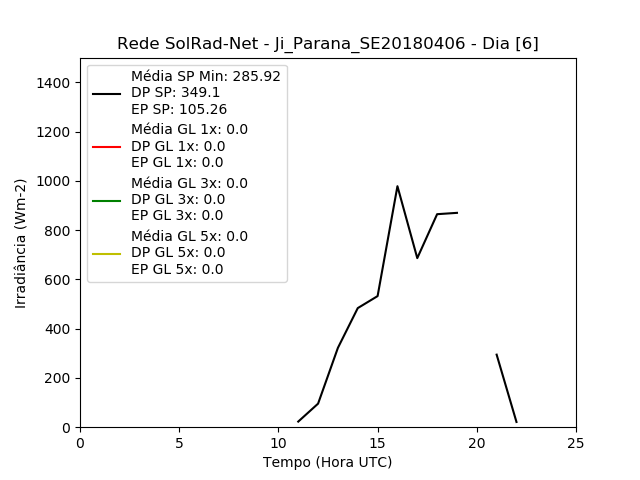 Rede SolRad-Net - Ji_Parana_SE20180406 - Dia [6]
Média SP Min: 285.92
DP SP: 349.1
EP SP: 105.26
Média GL 1x: 0.0
DP GL 1x: 0.0
EP GL 1x: 0.0
Média GL 3x: 0.0
DP GL 3x: 0.0
EP GL 3x: 0.0
Média GL 5x: 0.0
DP GL 5x: 0.0
EP GL 5x: 0.0
Irradiância (Wm-2)
1400
1200
1000
800
600
400
200
0
0 5 10 15 20 25
Tempo (Hora UTC)